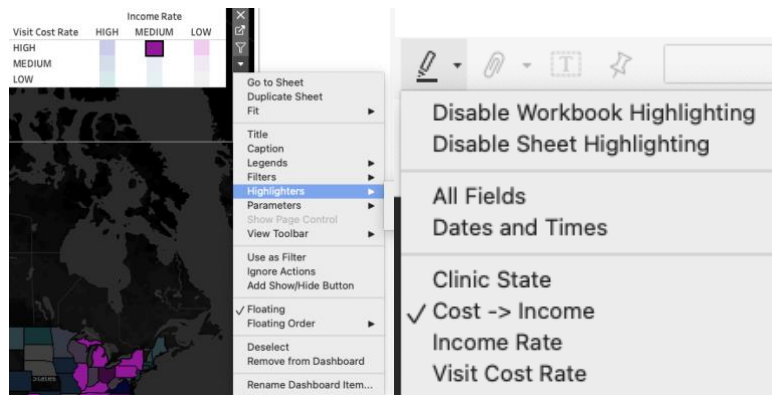 Income Rate
Visit Cost Rate HIGH MEDIUM LOW
HIGH
MEDIUM
LOW
Go to Sheet
Duplicate Sheet
Fit
Title
Caption
Legends
Filters
Highlighters
Parameters
Show Page Control
View Toolbar
Use as Filter
Ignore Actions
Add Show/Hide Button
✓ Floating
Floating Order
Deselect
Remove from Dashboard
Rename Dashboard Item...
States
T
Disable Workbook Highlighting
Disable Sheet Highlighting
All Fields
Dates and Times
Clinic State
✓ Cost -> Income
Income Rate
Visit Cost Rate